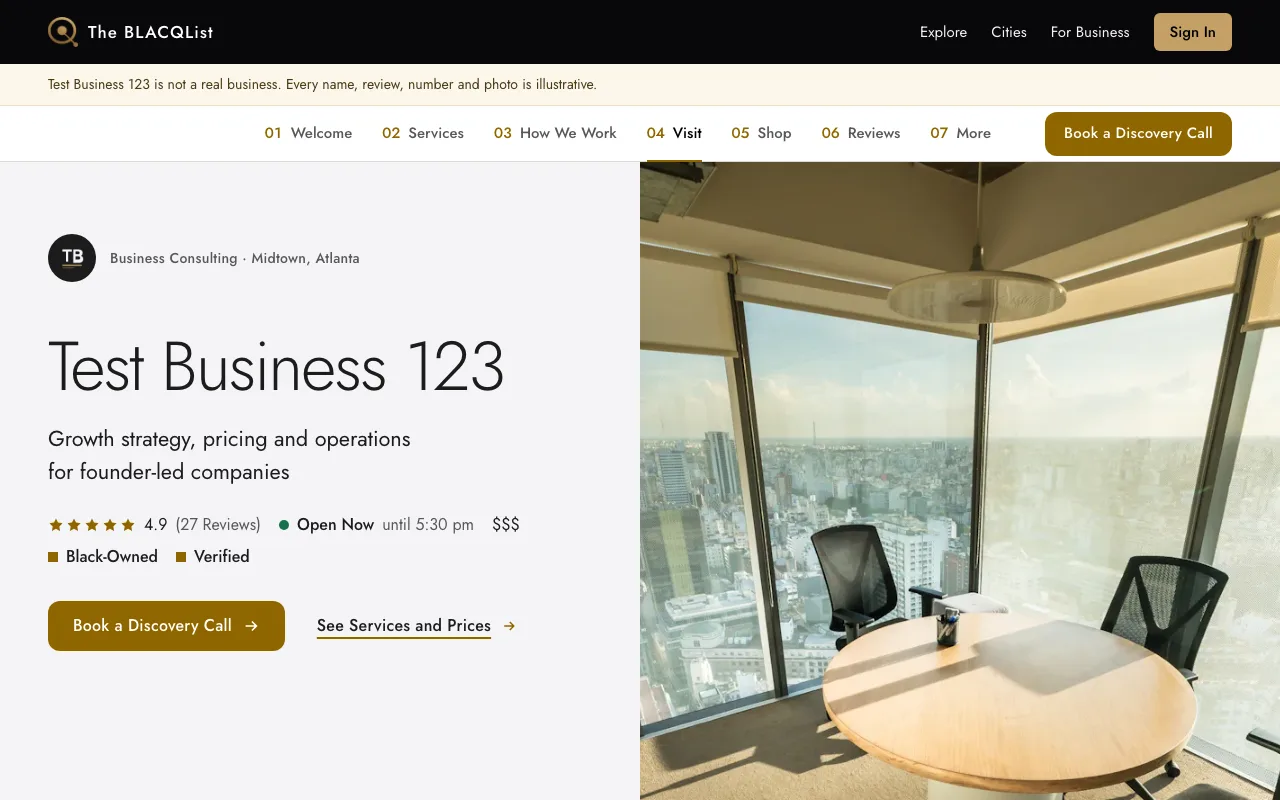 The BLACQList
Explore
Cities
For Business
Sign In
Test Business 123 is not a real business. Every name, review, number and photo is illustrative.
01 Welcome
02 Services
03 How We Work
04 Visit
05 Shop
06 Reviews
07 More
Book a Discovery Call
TB
Business Consulting · Midtown, Atlanta
Test Business 123
Growth strategy, pricing and operations
for founder-led companies
4.9 (27 Reviews) Open Now until 5:30 pm $$$
Black-Owned Verified
Book a Discovery Call →
See Services and Prices →